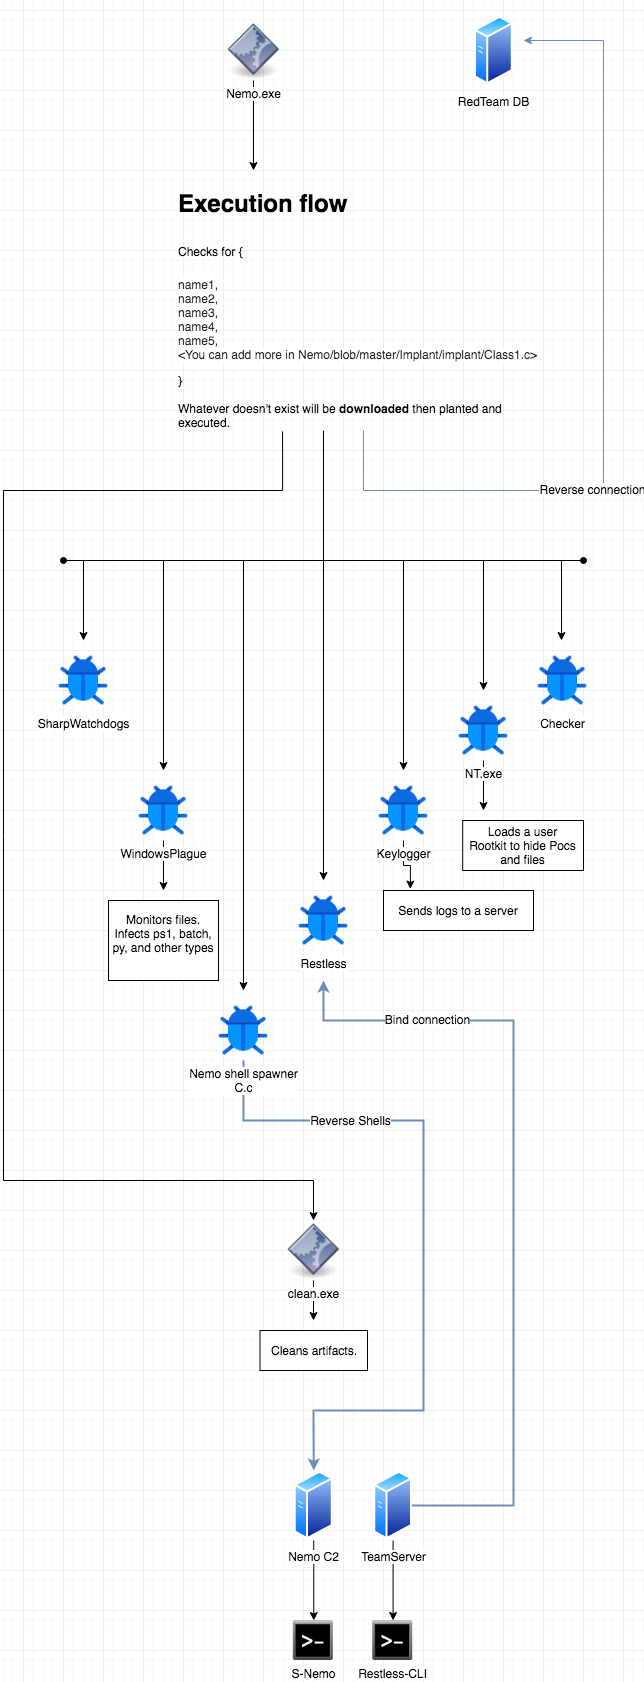 Nemo.exe
RedTeam DB
Execution flow
Checks for {
name1,
name2,
name3,
name4,
name5,
<You can add more in Nemo/blob/master/Implant/implant/Class1.c>
}
Whatever doesn't exist will be downloaded then planted and
executed.
Reverse connection
SharpWatchdogs
Checker
NT.exe
Loads a user
Rootkit to hide Pocs
and files
WindowsPlague
Keylogger
Monitors files.
Infects ps1, batch,
py, and other types
Sends logs to a server
Restless
Bind connection
Nemo shell spawner
C.c
Reverse Shells
clean.exe
Cleans artifacts.
Nemo C2
TeamServer
>-
>-
S-Nemo
Restless-CLI